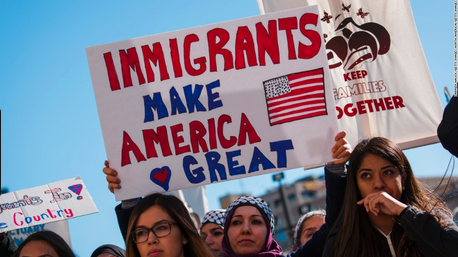 IMMIGRANTS
MAKE
AMERICA
GREAT
KEEP
FAMILIES
TOGETHER
Country